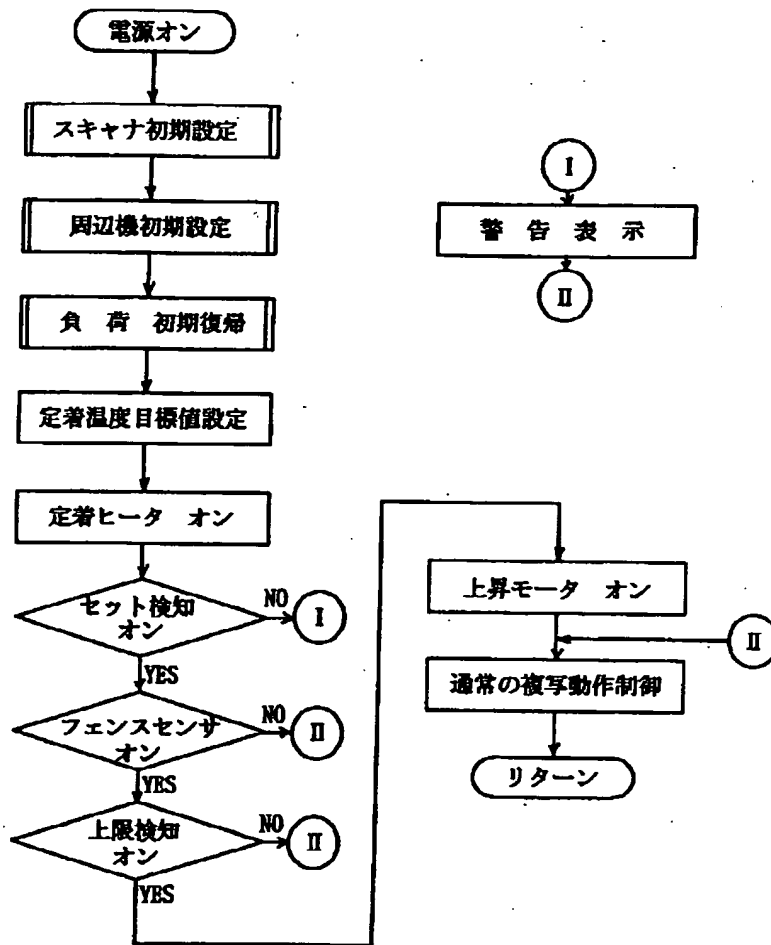 電源オン
スキャナ初期設定
周辺機初期設定
負荷 初期復帰
定着温度目標値設定
定着ヒータ オン
セット検知
オン
NO
I
YES
フェンスセンサ
オン
NO
II
YES
上限検知
オン
NO
II
YES
I
警告表示
II
上昇モータ オン
II
通常の複写動作制御
リターン